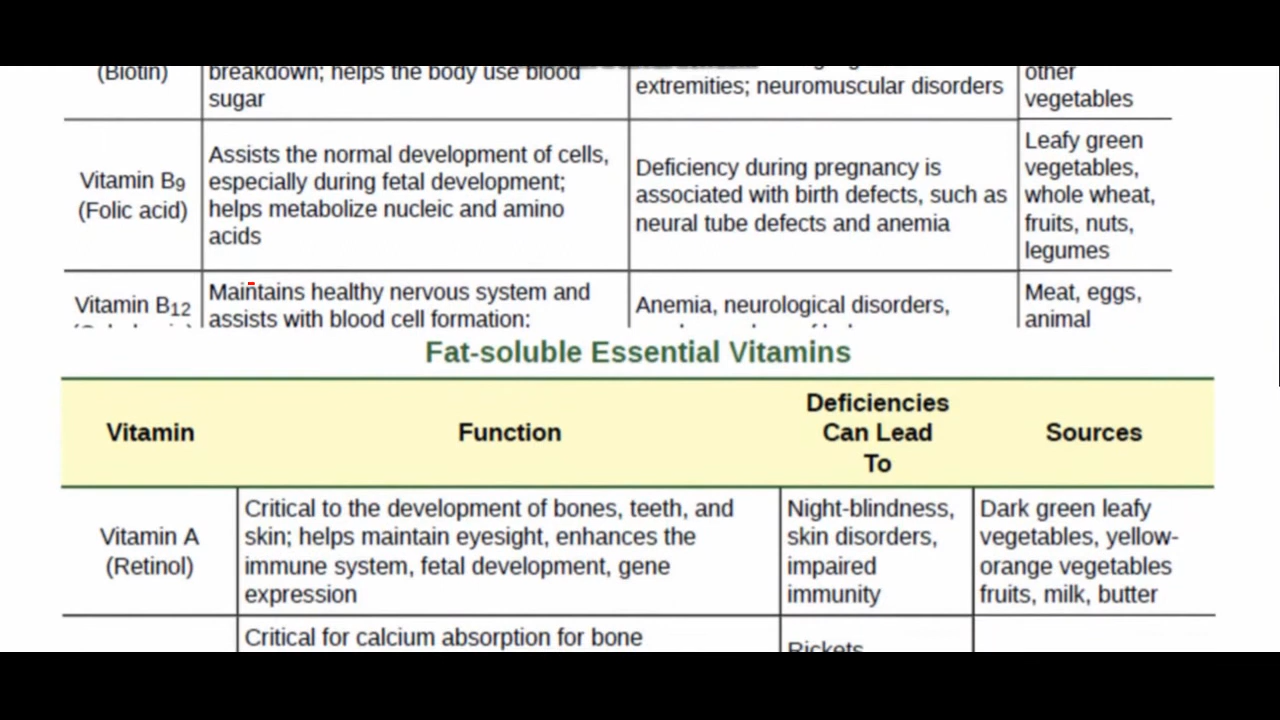 (Biotin)
breakdown; helps the body use blood
sugar
extremities; neuromuscular disorders
other
vegetables
Vitamin B9
(Folic acid)
Assists the normal development of cells,
especially during fetal development;
helps metabolize nucleic and amino
acids
Deficiency during pregnancy is
associated with birth defects, such as
neural tube defects and anemia
Leafy green
vegetables,
whole wheat,
fruits, nuts,
legumes
Vitamin B12
Maintains healthy nervous system and
assists with blood cell formation;
Anemia, neurological disorders,
Meat, eggs,
animal
Fat-soluble Essential Vitamins
Vitamin
Function
Deficiencies
Can Lead
To
Sources
Vitamin A
(Retinol)
Critical to the development of bones, teeth, and
skin; helps maintain eyesight, enhances the
immune system, fetal development, gene
expression
Night-blindness,
skin disorders,
impaired
immunity
Dark green leafy
vegetables, yellow-
orange vegetables
fruits, milk, butter
Critical for calcium absorption for bone
Rickets